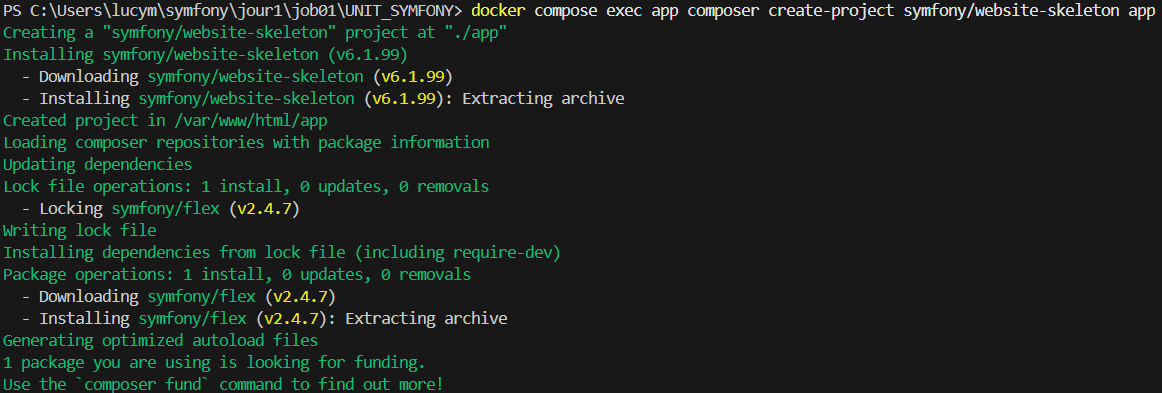 PS C:\Users\lucym\symfony\jour1\job01\UNIT_SYMFONY> docker compose exec app composer create-project symfony/website-skeleton app
Creating a "symfony/website-skeleton" project at "./app"
Installing symfony/website-skeleton (v6.1.99)
  - Downloading symfony/website-skeleton (v6.1.99)
  - Installing symfony/website-skeleton (v6.1.99): Extracting archive
Created project in /var/www/html/app
Loading composer repositories with package information
Updating dependencies
Lock file operations: 1 install, 0 updates, 0 removals
  - Locking symfony/flex (v2.4.7)
Writing lock file
Installing dependencies from lock file (including require-dev)
Package operations: 1 install, 0 updates, 0 removals
  - Downloading symfony/flex (v2.4.7)
  - Installing symfony/flex (v2.4.7): Extracting archive
Generating optimized autoload files
1 package you are using is looking for funding.
Use the `composer fund` command to find out more!